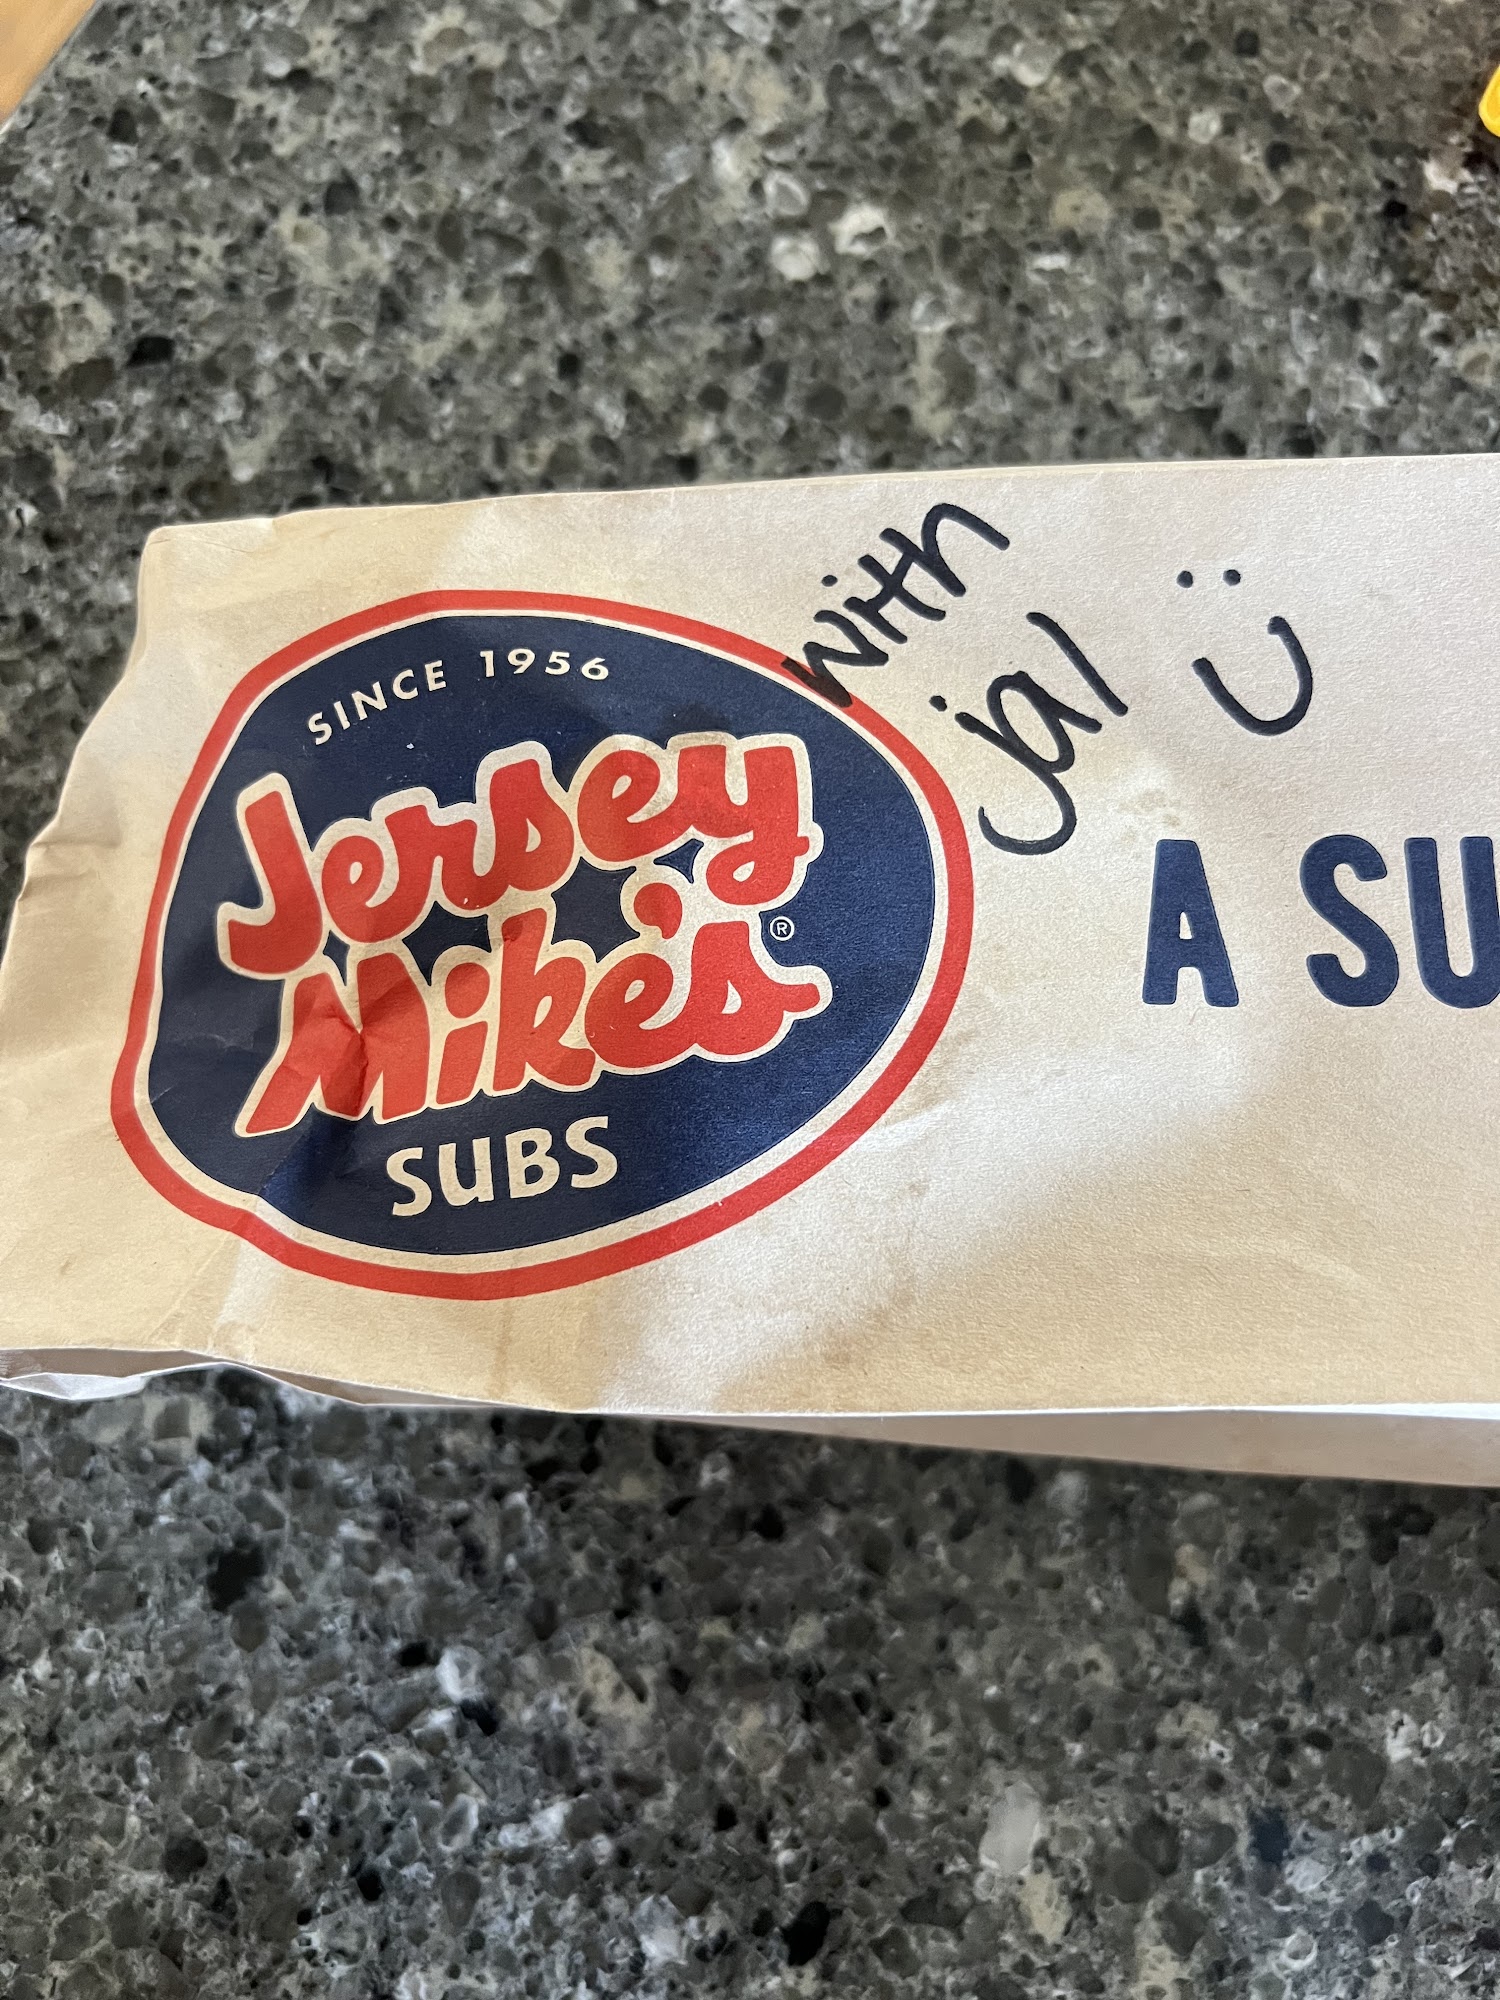 with
jal
SINCE 1956
Jersey
Mike's®
SUBS
A SU